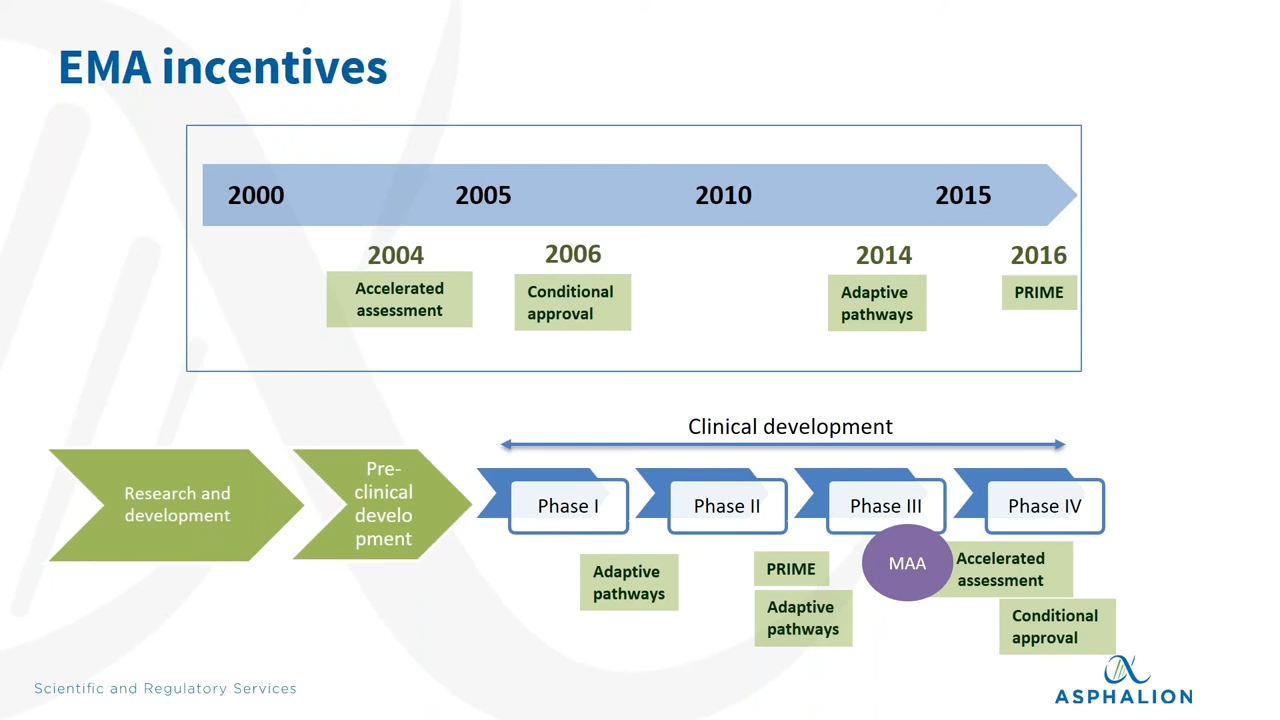 EMA incentives
2000 2005 2010 2015
2004
Accelerated
assessment
2006
Conditional
approval
2014
Adaptive
pathways
2016
PRIME
Clinical development
Research and
development
Pre-
clinical
develo
pment
Phase I
Phase II
Phase III
Phase IV
Adaptive
pathways
PRIME
Adaptive
pathways
MAA
Accelerated
assessment
Conditional
approval
Scientific and Regulatory Services
ASPHALION